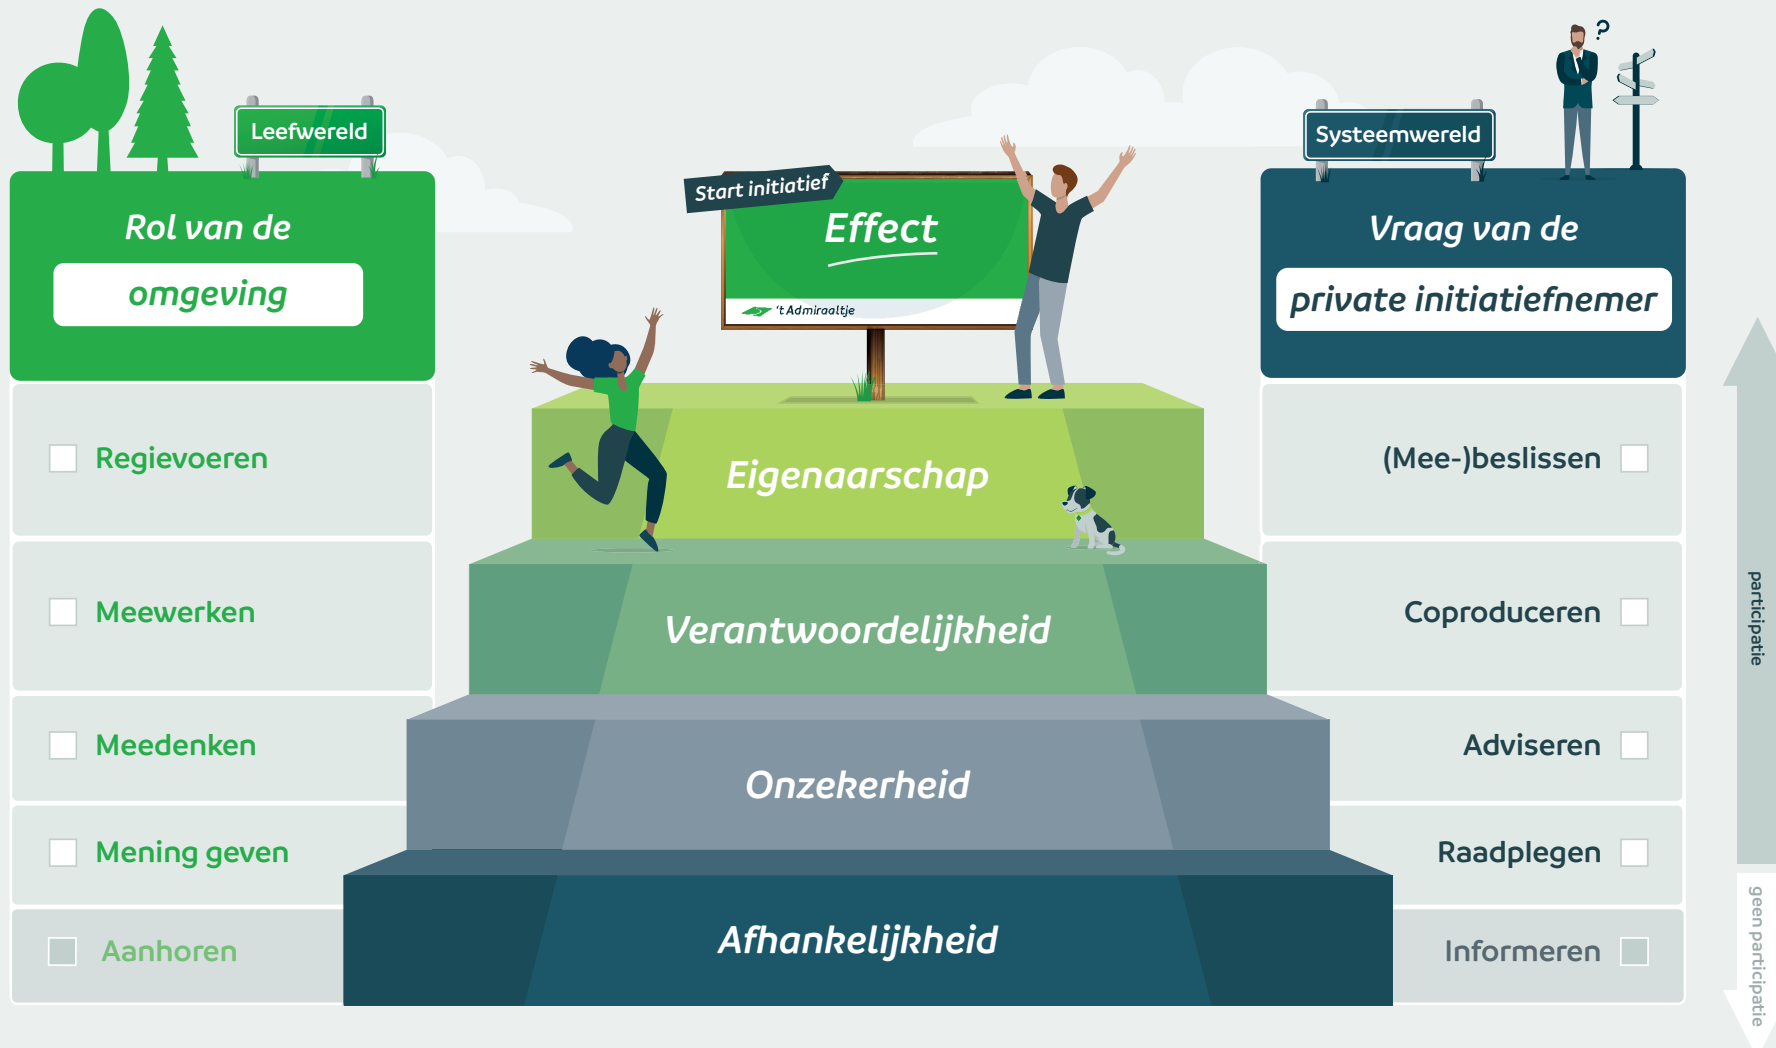 Leefwereld
Rol van de
omgeving
Regievoeren
Meewerken
Meedenken
Mening geven
Aanhoren
Start initiatief
Effect
't Admiraaltje
Eigenaarschap
Verantwoordelijkheid
Onzekerheid
Afhankelijkheid
?
Systeemwereld
Vraag van de
private initiatiefnemer
(Mee-)beslissen
Coproduceren
Adviseren
Raadplegen
Informeren
participatie
geen participatie